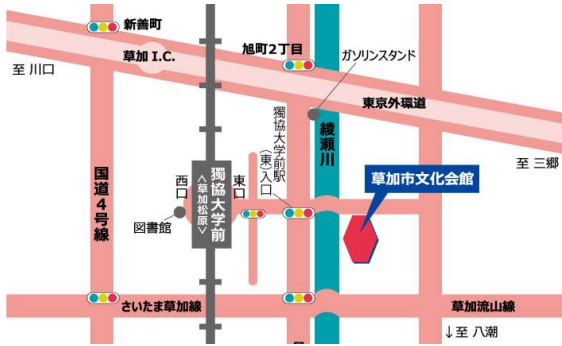 新善町
草加 I.C.
旭町2丁目
ガソリンスタンド
至 川口
東京外環道
至 三郷
国道4号線
西口
獨協大学前
<草加松原>
東口
獨協大学前駅
(東)入口
綾瀬川
草加市文化会館
図書館
さいたま草加線
草加流山線
↓至 八潮